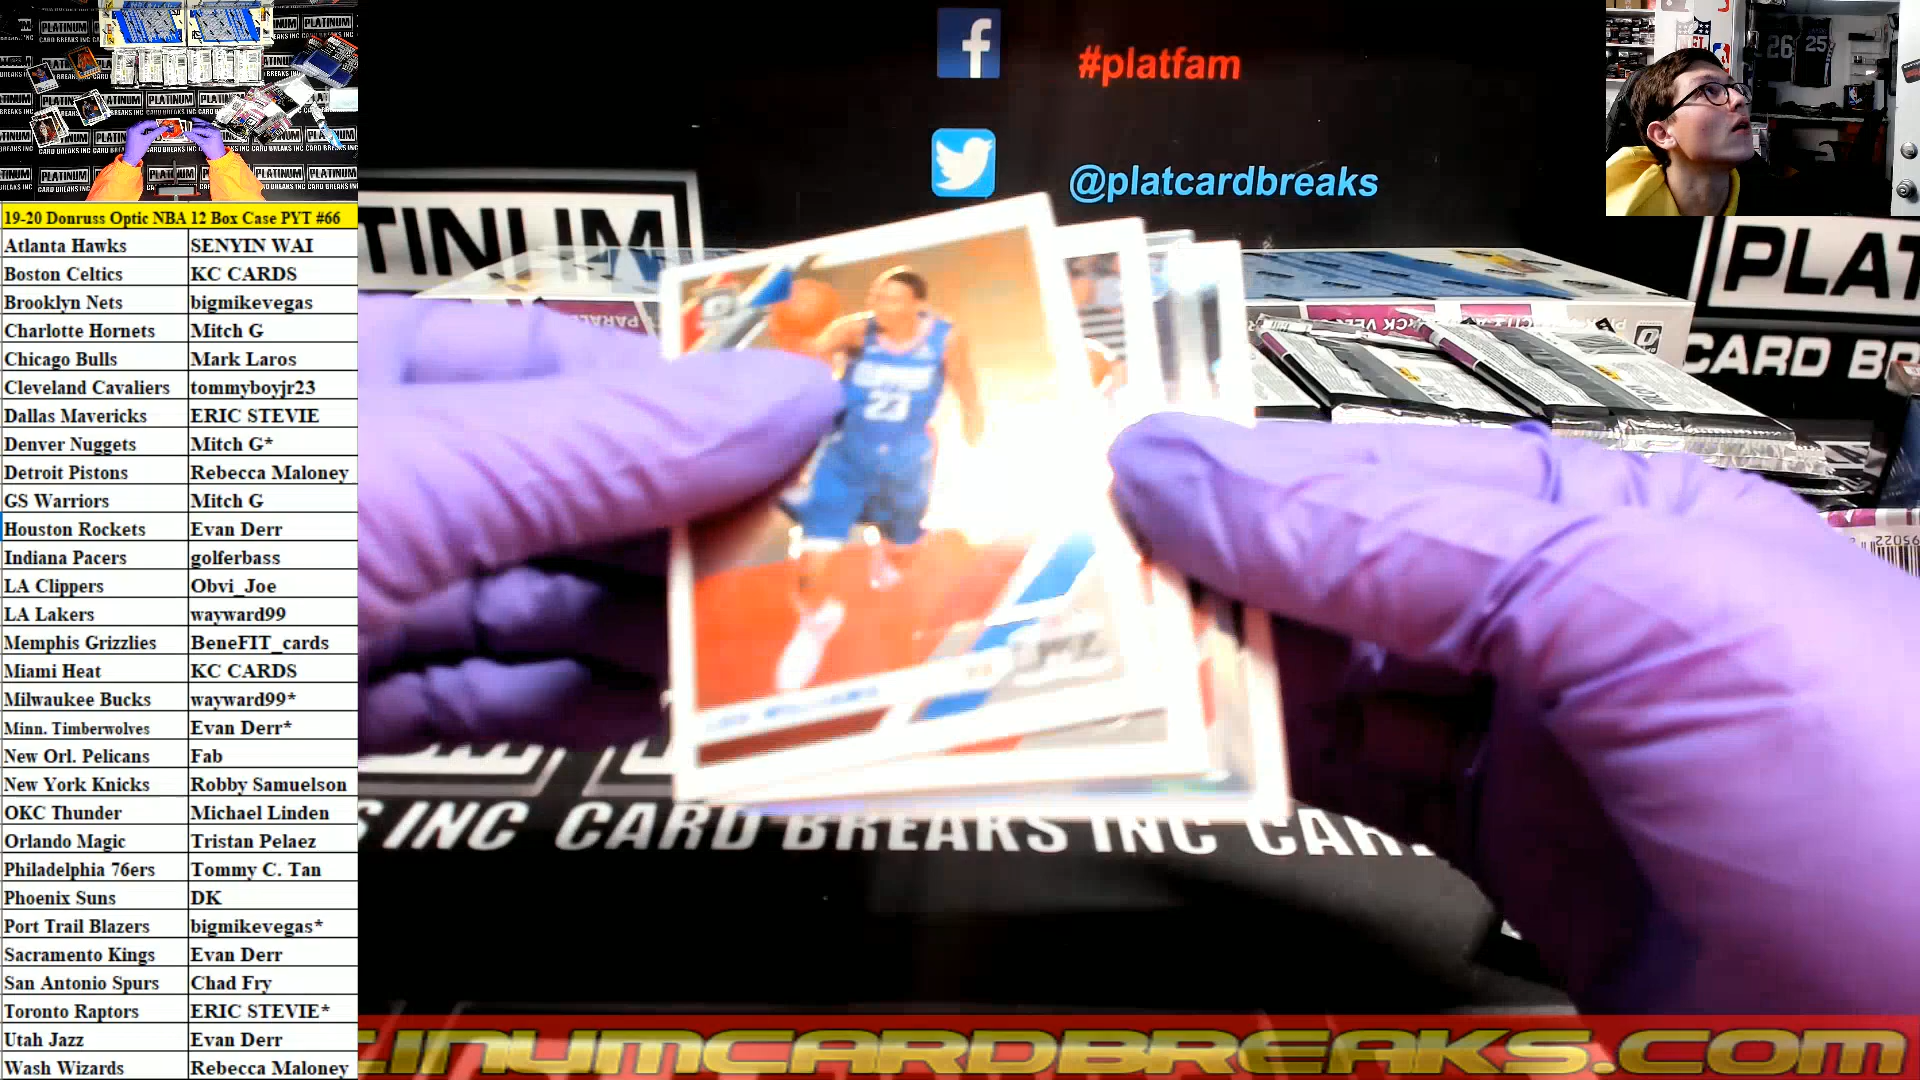 19-20 Donruss Optic NBA 12 Box Case PYT #66
Atlanta Hawks SENYIN WAI
Boston Celtics KC CARDS
Brooklyn Nets bigmikevegas
Charlotte Hornets Mitch G
Chicago Bulls Mark Laros
Cleveland Cavaliers tommyboyjr23
Dallas Mavericks ERIC STEVIE
Denver Nuggets Mitch G*
Detroit Pistons Rebecca Maloney
GS Warriors Mitch G
Houston Rockets Evan Derr
Indiana Pacers golferbass
LA Clippers Obvi_Joe
LA Lakers wayward99
Memphis Grizzlies BeneFIT_cards
Miami Heat KC CARDS
Milwaukee Bucks wayward99*
Minn. Timberwolves Evan Derr*
New Orl. Pelicans Fab
New York Knicks Robby Samuelson
OKC Thunder Michael Linden
Orlando Magic Tristan Pelaez
Philadelphia 76ers Tommy C. Tan
Phoenix Suns DK
Port Trail Blazers bigmikevegas*
Sacramento Kings Evan Derr
San Antonio Spurs Chad Fry
Toronto Raptors ERIC STEVIE*
Utah Jazz Evan Derr
Wash Wizards Rebecca Maloney
#platfam
@platcardbreaks
26 25
TINUM
PLAT
CARD BR
23
S INC CARD BREAKS INC CAR
TINUMCARDBREAKS.COM